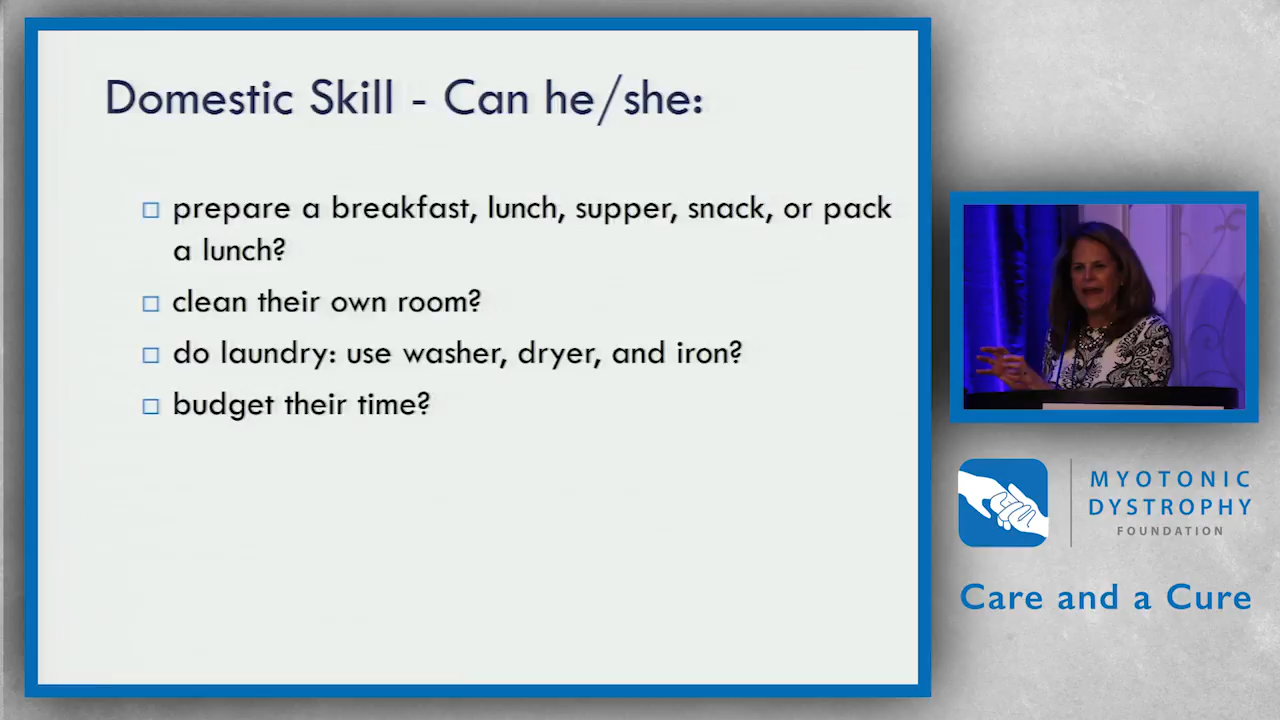 Domestic Skill - Can he/she:
prepare a breakfast, lunch, supper, snack, or pack
a lunch?
clean their own room?
do laundry: use washer, dryer, and iron?
budget their time?
MYOTONIC
DYSTROPHY
FOUNDATION
Care and a Cure